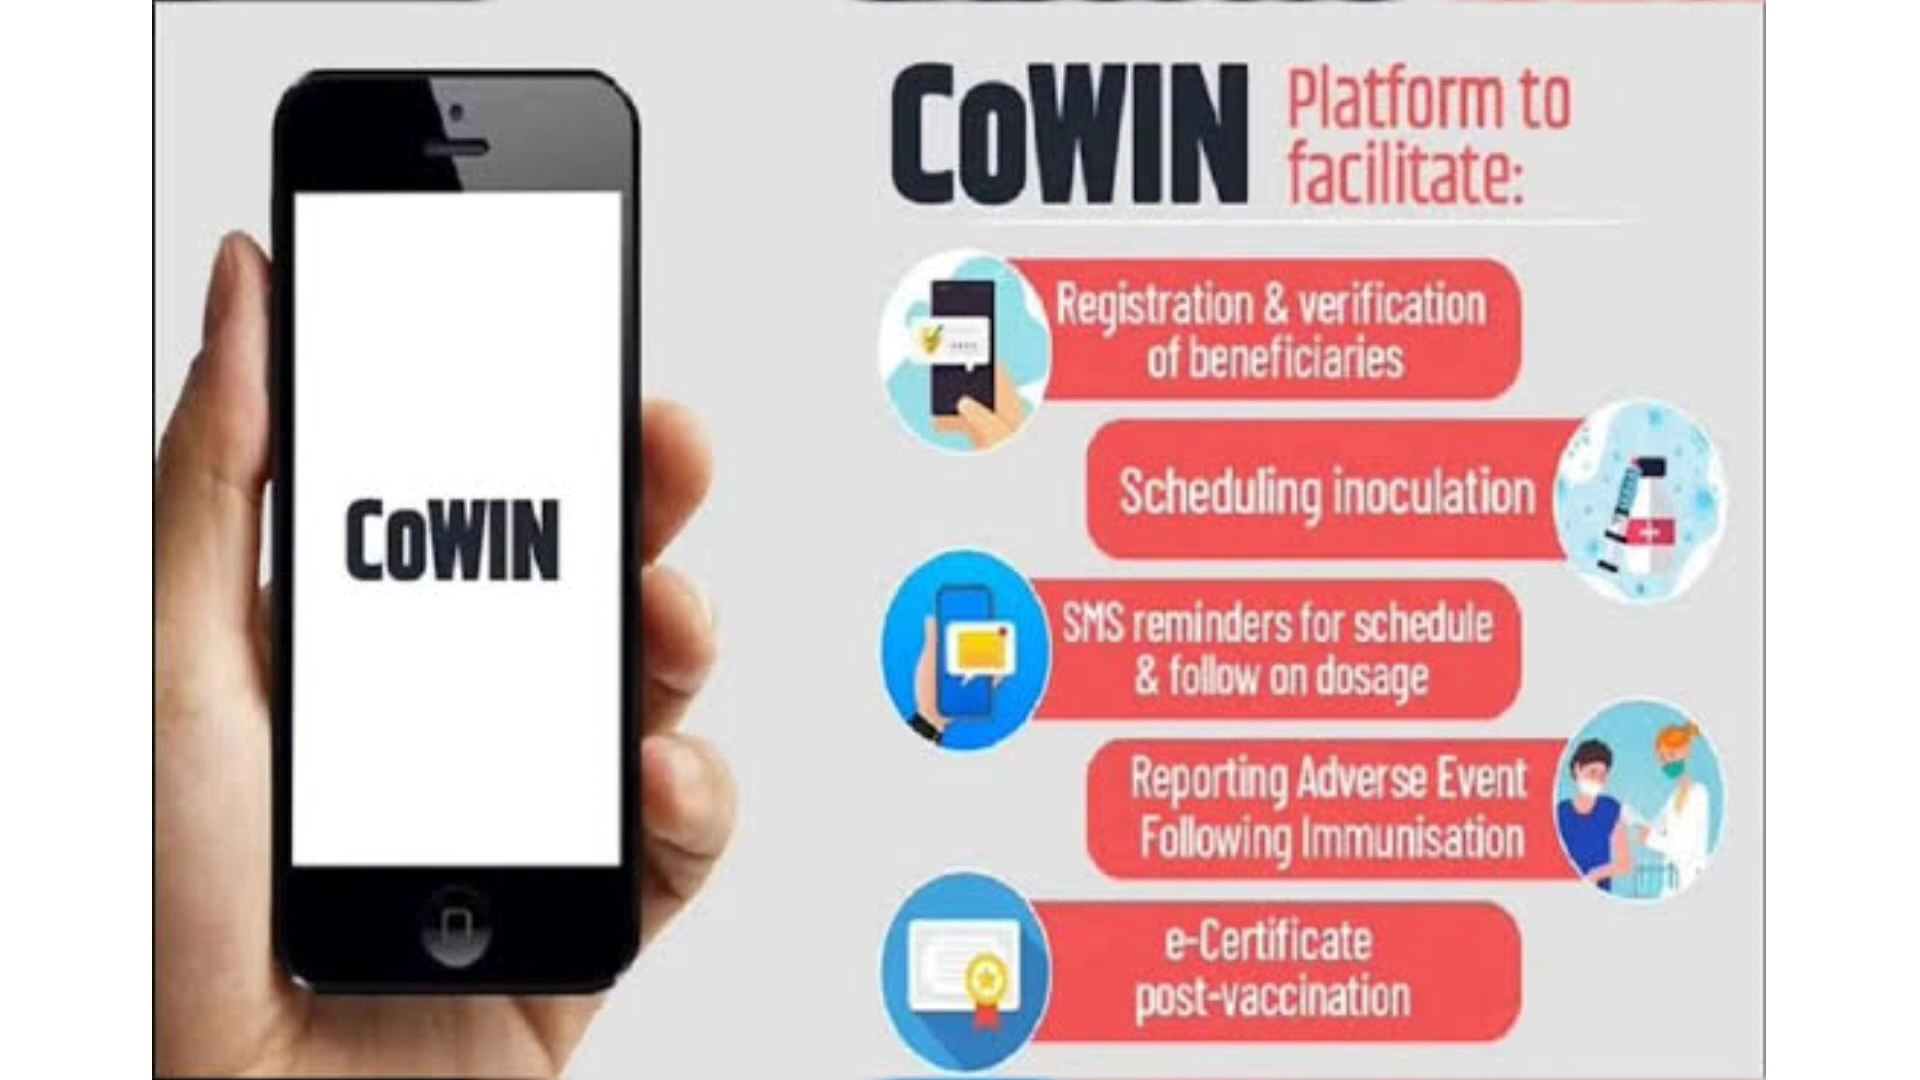 CoWIN
CoWIN
Platform to
facilitate:
Registration & verification
of beneficiaries
Scheduling inoculation
SMS reminders for schedule
& follow on dosage
Reporting Adverse Event
Following Immunisation
e-Certificate
post-vaccination